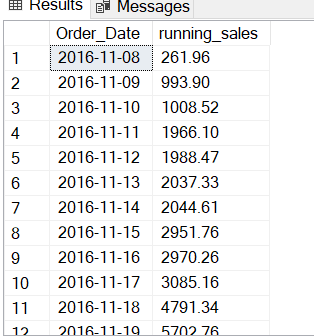 Results Messages
Order_Date running_sales
1 2016-11-08 261.96
2 2016-11-09 993.90
3 2016-11-10 1008.52
4 2016-11-11 1966.10
5 2016-11-12 1988.47
6 2016-11-13 2037.33
7 2016-11-14 2044.61
8 2016-11-15 2951.76
9 2016-11-16 2970.26
10 2016-11-17 3085.16
11 2016-11-18 4791.34
12 2016-11-19 5702.76